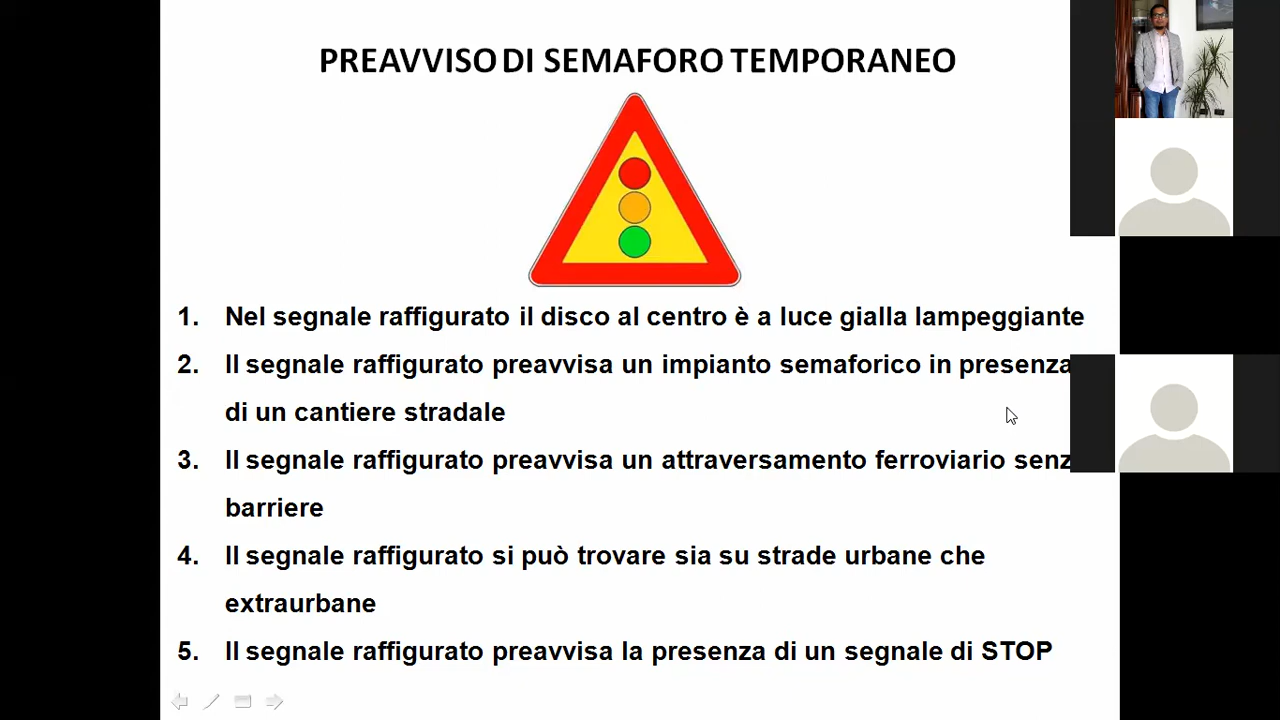 PREAVVISO DI SEMAFORO TEMPORANEO
1. Nel segnale raffigurato il disco al centro è a luce gialla lampeggiante
2. Il segnale raffigurato preavvisa un impianto semaforico in presenza
di un cantiere stradale
3. Il segnale raffigurato preavvisa un attraversamento ferroviario senz
barriere
4. Il segnale raffigurato si può trovare sia su strade urbane che
extraurbane
5. Il segnale raffigurato preavvisa la presenza di un segnale di STOP